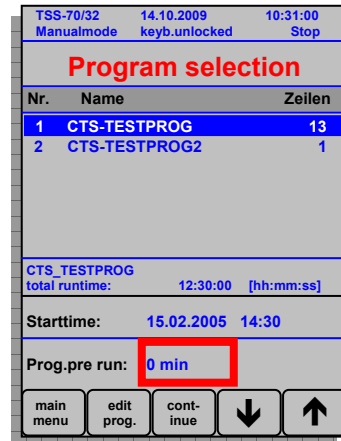 TSS-70/32 14.10.2009 10:31:00
Manualmode keyb.unlocked Stop
Program selection
Nr. Name Zeilen
1 CTS-TESTPROG 13
2 CTS-TESTPROG2 1
CTS_TESTPROG
total runtime: 12:30:00 [hh:mm:ss]
Starttime: 15.02.2005 14:30
Prog.pre run: 0 min
main menu
edit prog.
cont-
inue